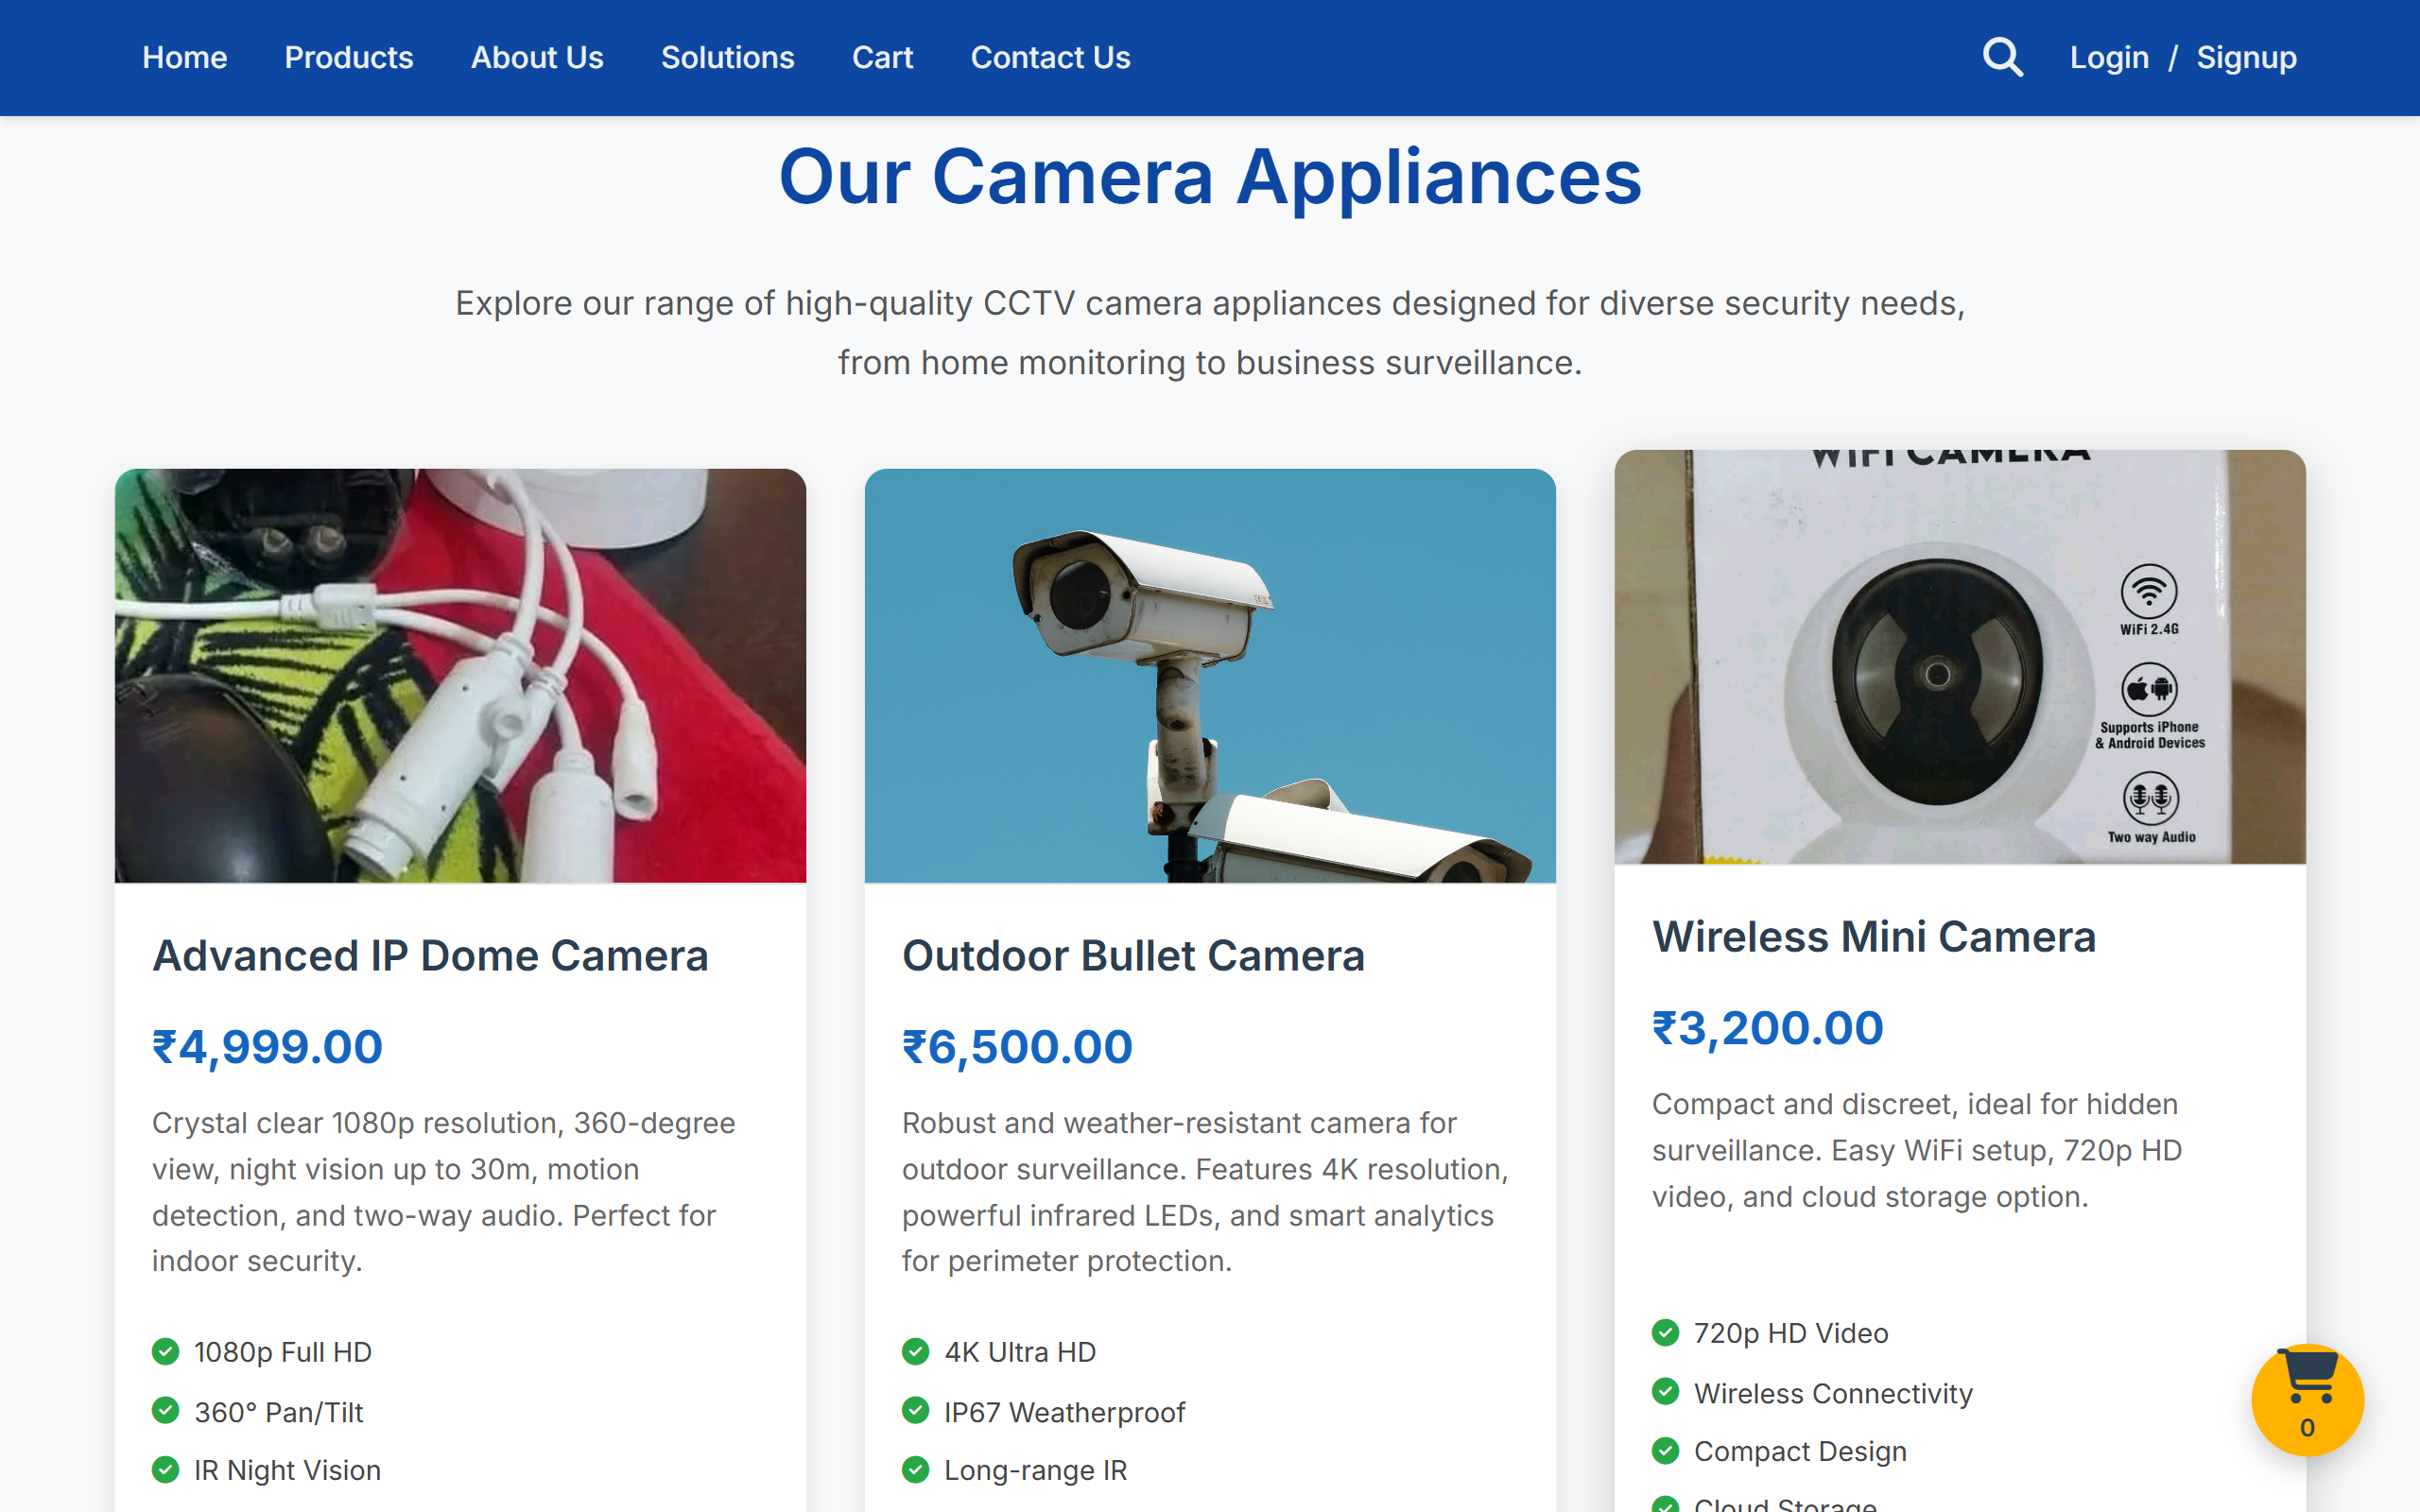 Home Products About Us Solutions Cart Contact Us Login / Signup
Our Camera Appliances
Explore our range of high-quality CCTV camera appliances designed for diverse security needs,
from home monitoring to business surveillance.
Advanced IP Dome Camera
₹4,999.00
Crystal clear 1080p resolution, 360-degree
view, night vision up to 30m, motion
detection, and two-way audio. Perfect for
indoor security.
1080p Full HD
360° Pan/Tilt
IR Night Vision
Outdoor Bullet Camera
₹6,500.00
Robust and weather-resistant camera for
outdoor surveillance. Features 4K resolution,
powerful infrared LEDs, and smart analytics
for perimeter protection.
4K Ultra HD
IP67 Weatherproof
Long-range IR
WiFi CAMERA
WiFi 2.4G
Supports iPhone
& Android Devices
Two way Audio
Wireless Mini Camera
₹3,200.00
Compact and discreet, ideal for hidden
surveillance. Easy WiFi setup, 720p HD
video, and cloud storage option.
720p HD Video
Wireless Connectivity
Compact Design
Cloud Storage
0